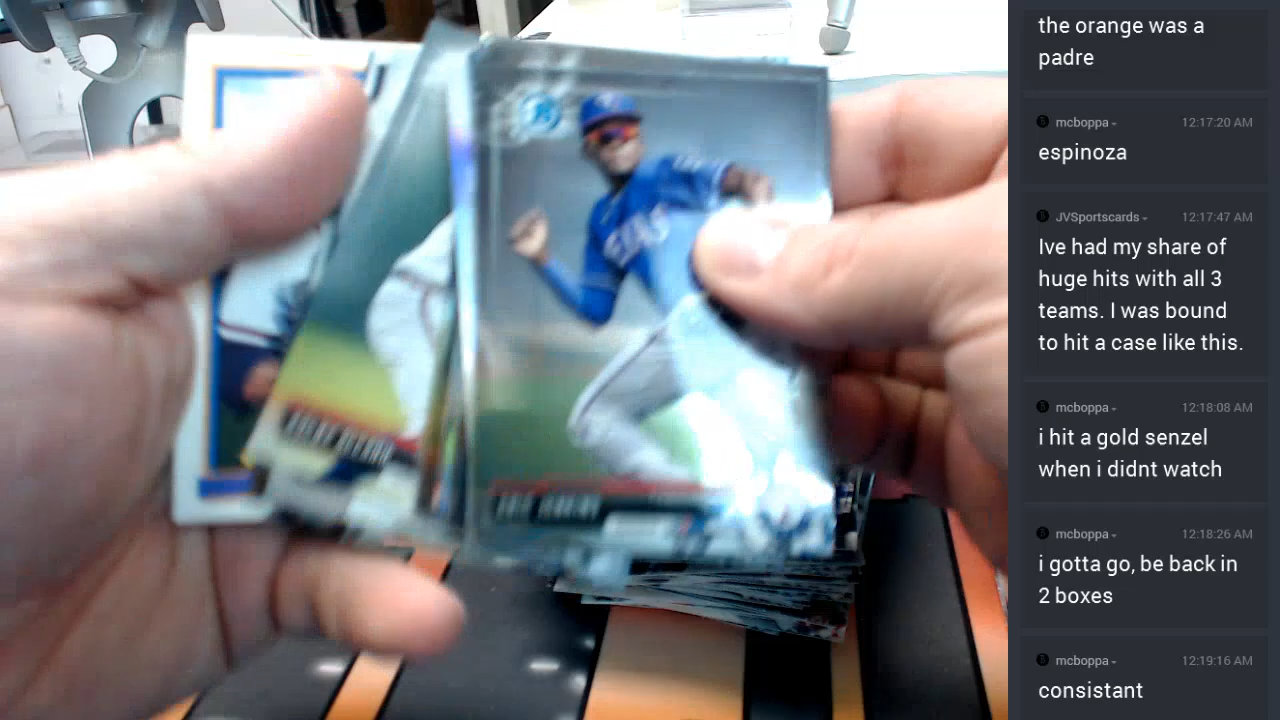 the orange was a
padre
mcboppa 12:17:20 AM
espinoza
JVSportscards 12:17:47 AM
Ive had my share of
huge hits with all 3
teams. I was bound
to hit a case like this.
mcboppa 12:18:08 AM
i hit a gold senzel
when i didnt watch
mcboppa 12:18:26 AM
i gotta go, be back in
2 boxes
mcboppa 12:19:16 AM
consistant